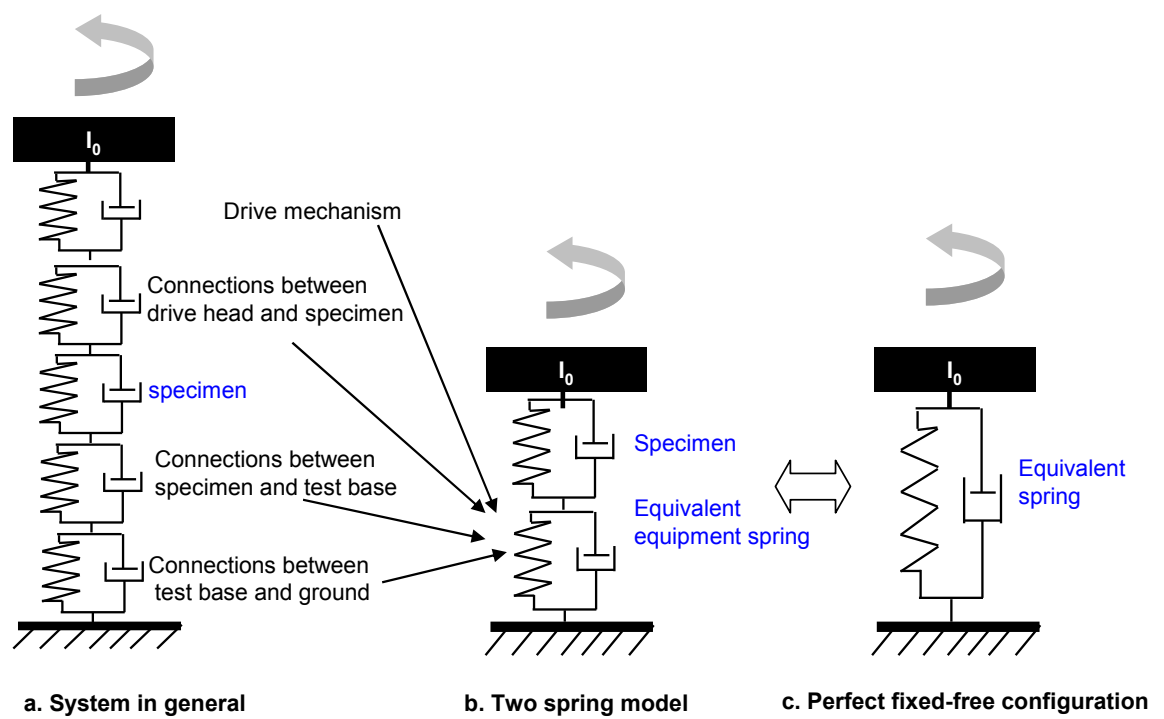 I0
Drive mechanism
Connections between
drive head and specimen
specimen
Connections between
specimen and test base
Connections between
test base and ground
I0
Specimen
Equivalent
equipment spring
I0
Equivalent
spring
a. System in general
b. Two spring model
c. Perfect fixed-free configuration